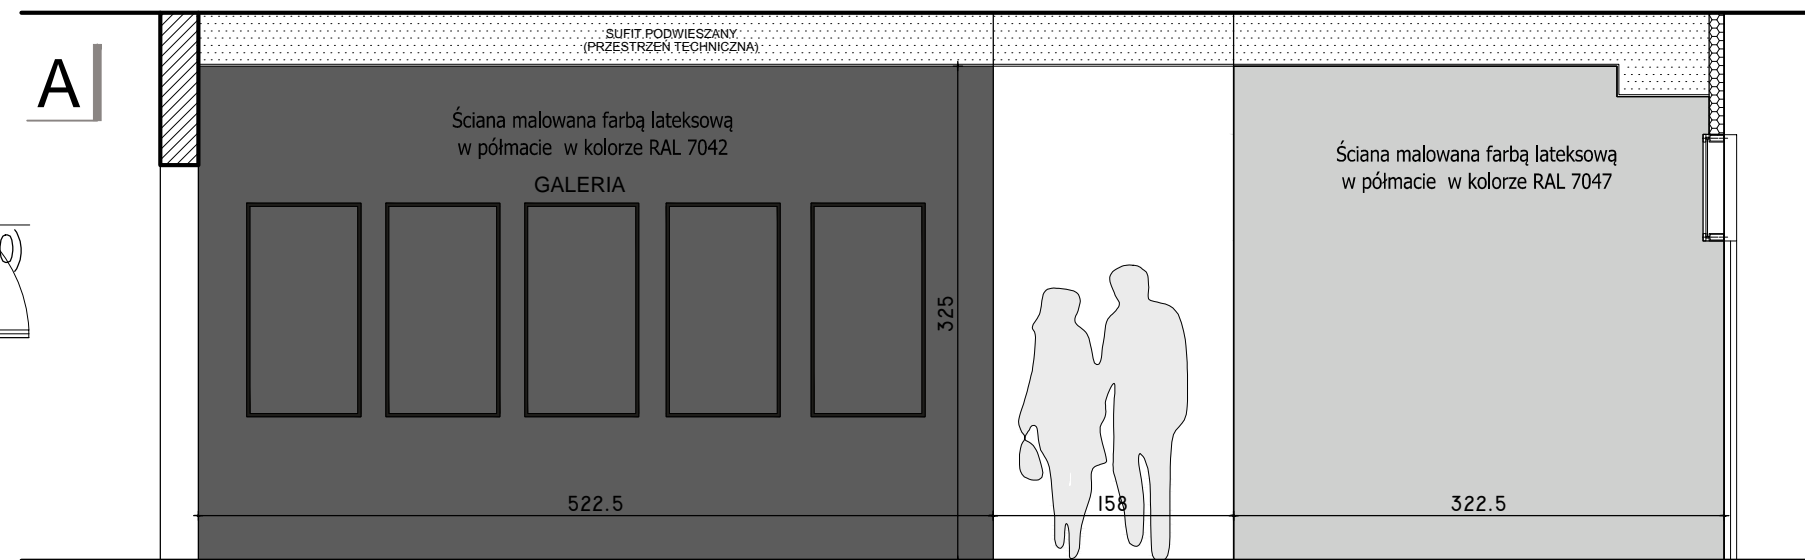 SUFIT PODWIESZANY
(PRZESTRZEŃ TECHNICZNA)
A
Ściana malowana farbą lateksową
w półmacie w kolorze RAL 7042
GALERIA
Ściana malowana farbą lateksową
w półmacie w kolorze RAL 7047
325
522.5
158
322.5